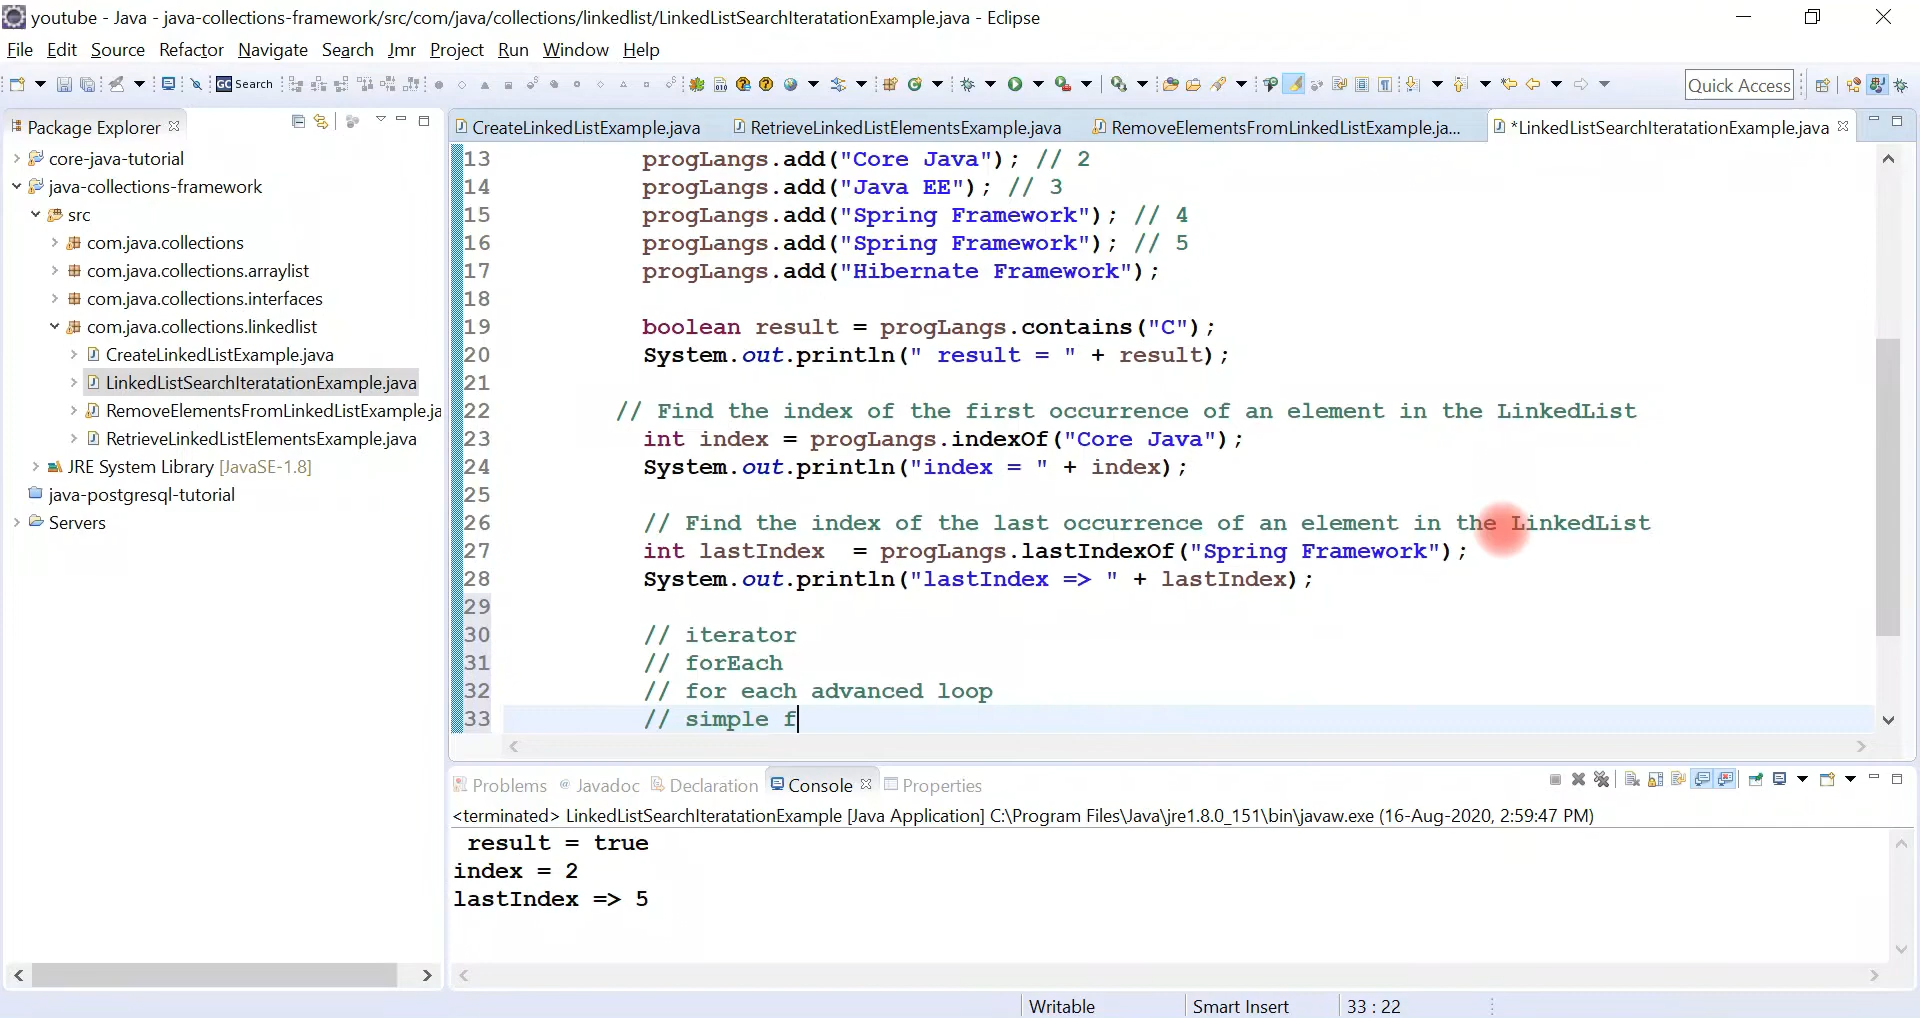 youtube - Java - java-collections-framework/src/com/java/collections/linkedlist/LinkedListSearchIteratationExample.java - Eclipse
File Edit Source Refactor Navigate Search Jmr Project Run Window Help
GC Search
Quick Access
Package Explorer
CreateLinkedListExample.java RetrieveLinkedListElementsExample.java RemoveElementsFromLinkedListExample.ja... *LinkedListSearchIteratationExample.java
core-java-tutorial
java-collections-framework
src
com.java.collections
com.java.collections.arraylist
com.java.collections.interfaces
com.java.collections.linkedlist
CreateLinkedListExample.java
LinkedListSearchIteratationExample.java
RemoveElementsFromLinkedListExample.ja
RetrieveLinkedListElementsExample.java
JRE System Library [JavaSE-1.8]
java-postgresql-tutorial
Servers
13 progLangs.add("Core Java"); // 2
14 progLangs.add("Java EE"); // 3
15 progLangs.add("Spring Framework"); // 4
16 progLangs.add("Spring Framework"); // 5
17 progLangs.add("Hibernate Framework");
18
19 boolean result = progLangs.contains("C");
20 System.out.println(" result = " + result);
21
22 // Find the index of the first occurrence of an element in the LinkedList
23 int index = progLangs.indexOf("Core Java");
24 System.out.println("index = " + index);
25
26 // Find the index of the last occurrence of an element in the LinkedList
27 int lastIndex  = progLangs.lastIndexOf("Spring Framework");
28 System.out.println("lastIndex => " + lastIndex);
29
30 // iterator
31 // forEach
32 // for each advanced loop
33 // simple f
Problems @ Javadoc Declaration Console Properties
<terminated> LinkedListSearchIteratationExample [Java Application] C:\Program Files\Java\jre1.8.0_151\bin\javaw.exe (16-Aug-2020, 2:59:47 PM)
result = true
index = 2
lastIndex => 5
Writable Smart Insert 33 : 22